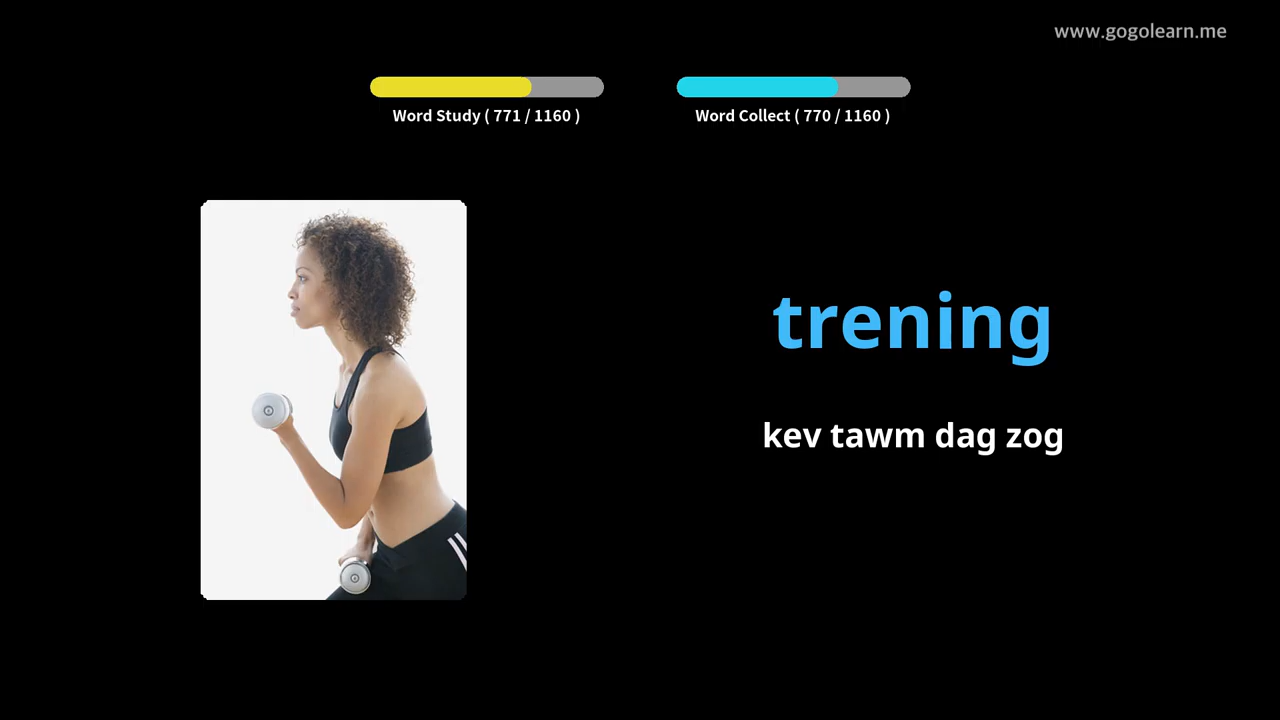 www.gogolearn.me
Word Study ( 771 / 1160 )
Word Collect ( 770 / 1160 )
trening
kev tawm dag zog